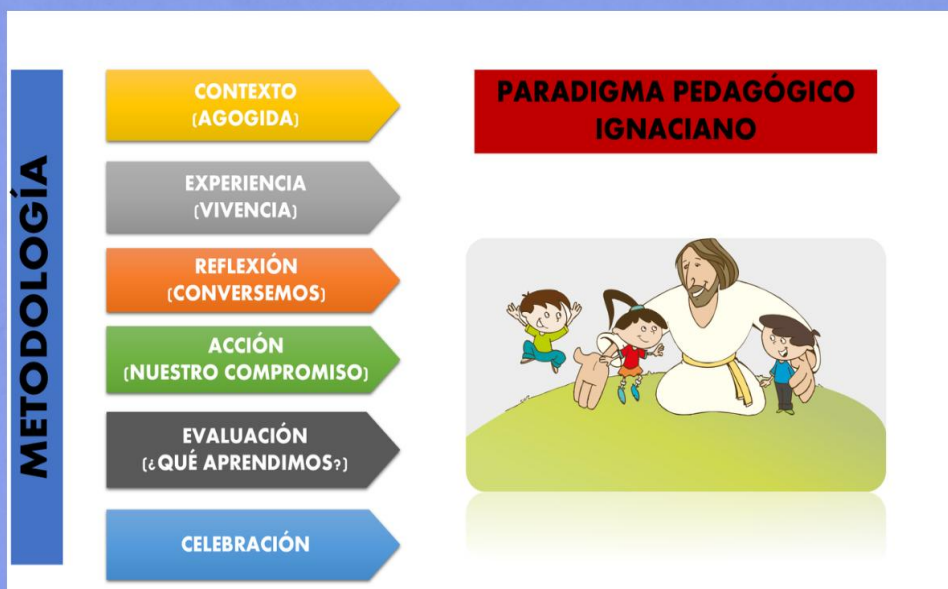 METODOLOGÍA
CONTEXTO
(AGOGIDA)
EXPERIENCIA
(VIVENCIA)
REFLEXIÓN
(CONVERSEMOS)
ACCIÓN
(NUESTRO COMPROMISO)
EVALUACIÓN
(¿QUÉ APRENDIMOS?)
CELEBRACIÓN
PARADIGMA PEDAGÓGICO
IGNACIANO